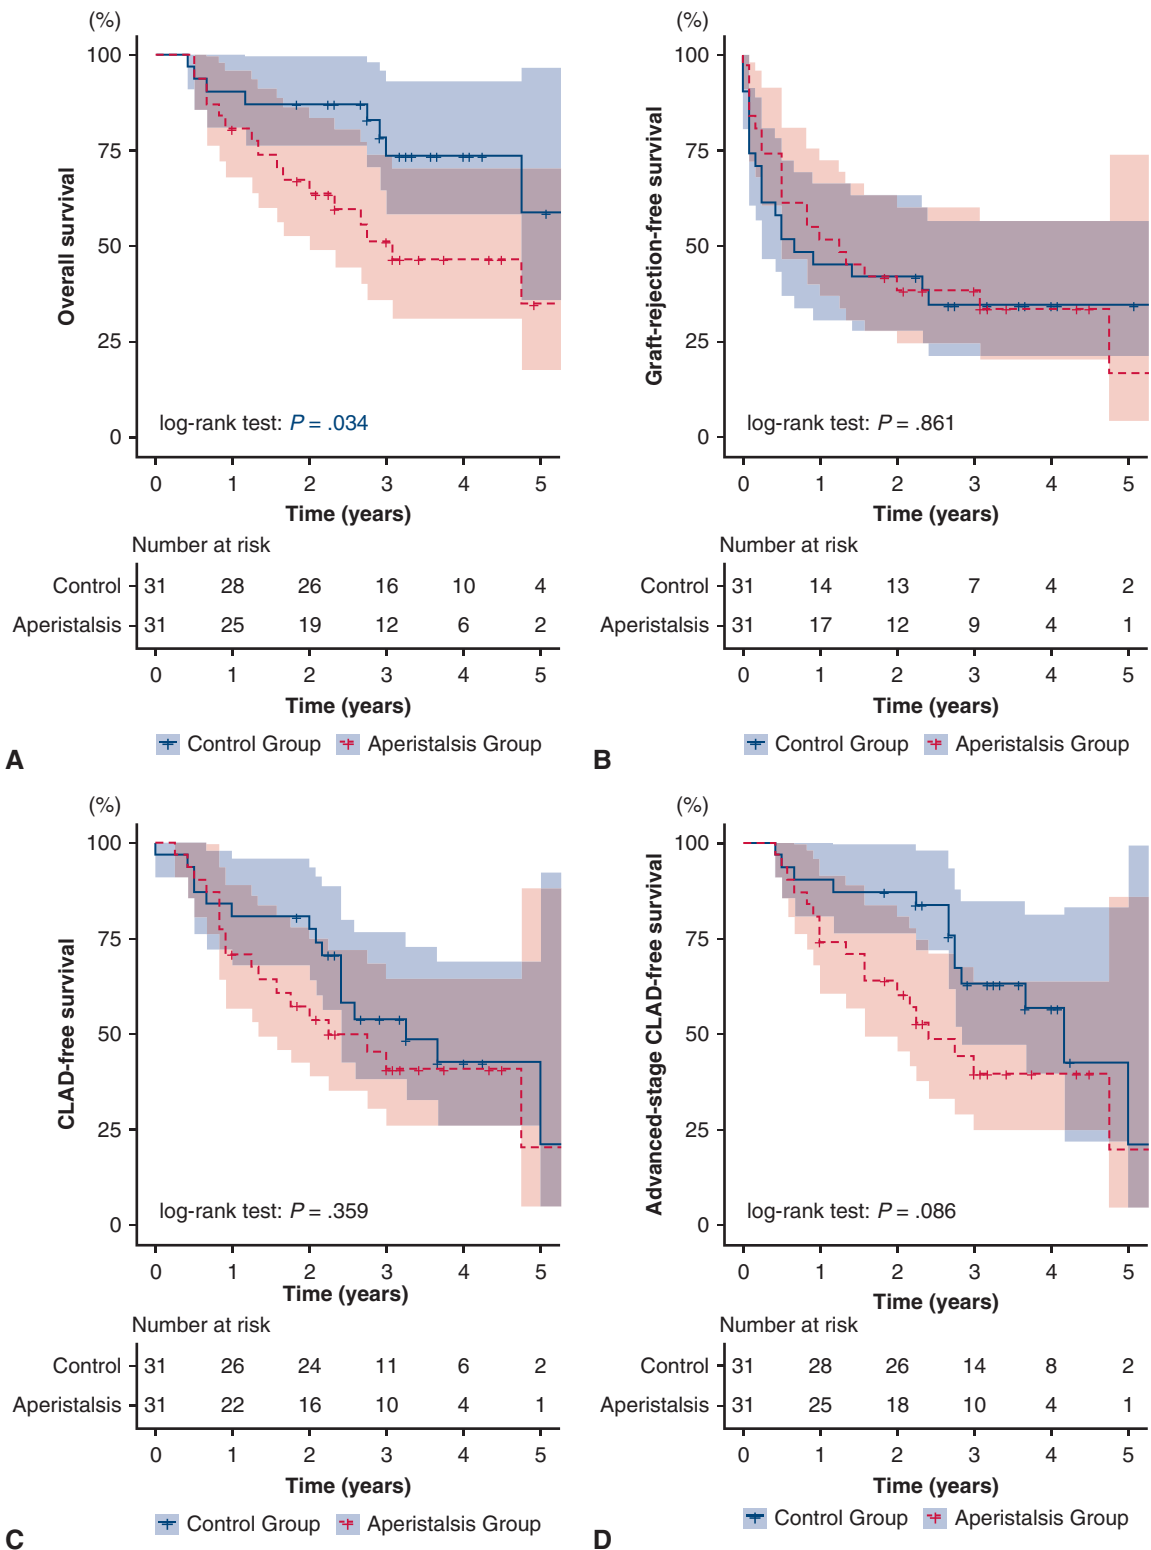 (%)
100
75
50
25
0
Overall survival
log-rank test: P = .034
0 1 2 3 4 5
Time (years)
Number at risk
Control 31 28 26 16 10 4
Aperistalsis 31 25 19 12 6 2
0 1 2 3 4 5
Time (years)
Control Group Aperistalsis Group
A
(%)
100
75
50
25
0
Graft-rejection-free survival
log-rank test: P = .861
0 1 2 3 4 5
Time (years)
Number at risk
Control 31 14 13 7 4 2
Aperistalsis 31 17 12 9 4 1
0 1 2 3 4 5
Time (years)
Control Group Aperistalsis Group
B
(%)
100
75
50
25
0
CLAD-free survival
log-rank test: P = .359
0 1 2 3 4 5
Time (years)
Number at risk
Control 31 26 24 11 6 2
Aperistalsis 31 22 16 10 4 1
0 1 2 3 4 5
Time (years)
Control Group Aperistalsis Group
C
(%)
100
75
50
25
0
Advanced-stage CLAD-free survival
log-rank test: P = .086
0 1 2 3 4 5
Time (years)
Number at risk
Control 31 28 26 14 8 2
Aperistalsis 31 25 18 10 4 1
0 1 2 3 4 5
Time (years)
Control Group Aperistalsis Group
D